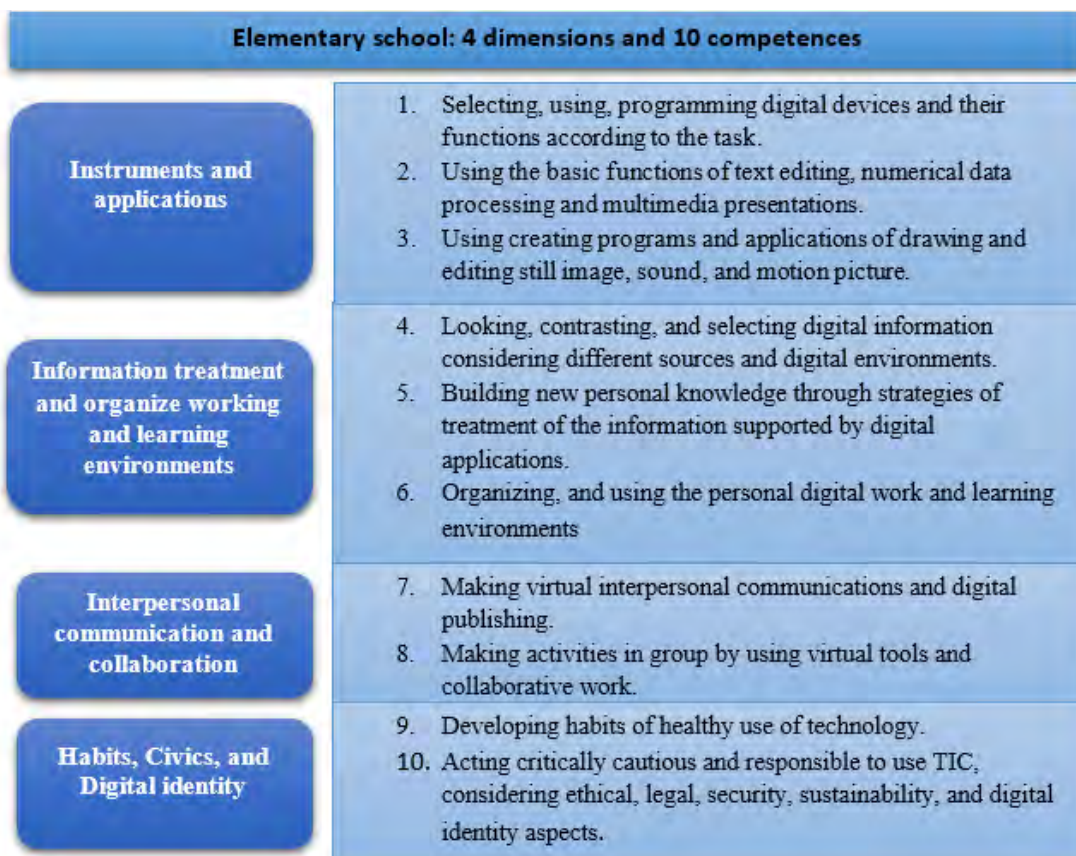 Elementary school: 4 dimensions and 10 competences
Instruments and
applications
1. Selecting, using, programming digital devices and their
functions according to the task.
2. Using the basic functions of text editing, numerical data
processing and multimedia presentations.
3. Using creating programs and applications of drawing and
editing still image, sound, and motion picture.
Information treatment
and organize working
and learning
environments
4. Looking, contrasting, and selecting digital information
considering different sources and digital environments.
5. Building new personal knowledge through strategies of
treatment of the information supported by digital
applications.
6. Organizing, and using the personal digital work and learning
environments
Interpersonal
communication and
collaboration
7. Making virtual interpersonal communications and digital
publishing.
8. Making activities in group by using virtual tools and
collaborative work.
Habits, Civics, and
Digital identity
9. Developing habits of healthy use of technology.
10. Acting critically cautious and responsible to use TIC,
considering ethical, legal, security, sustainability, and digital
identity aspects.